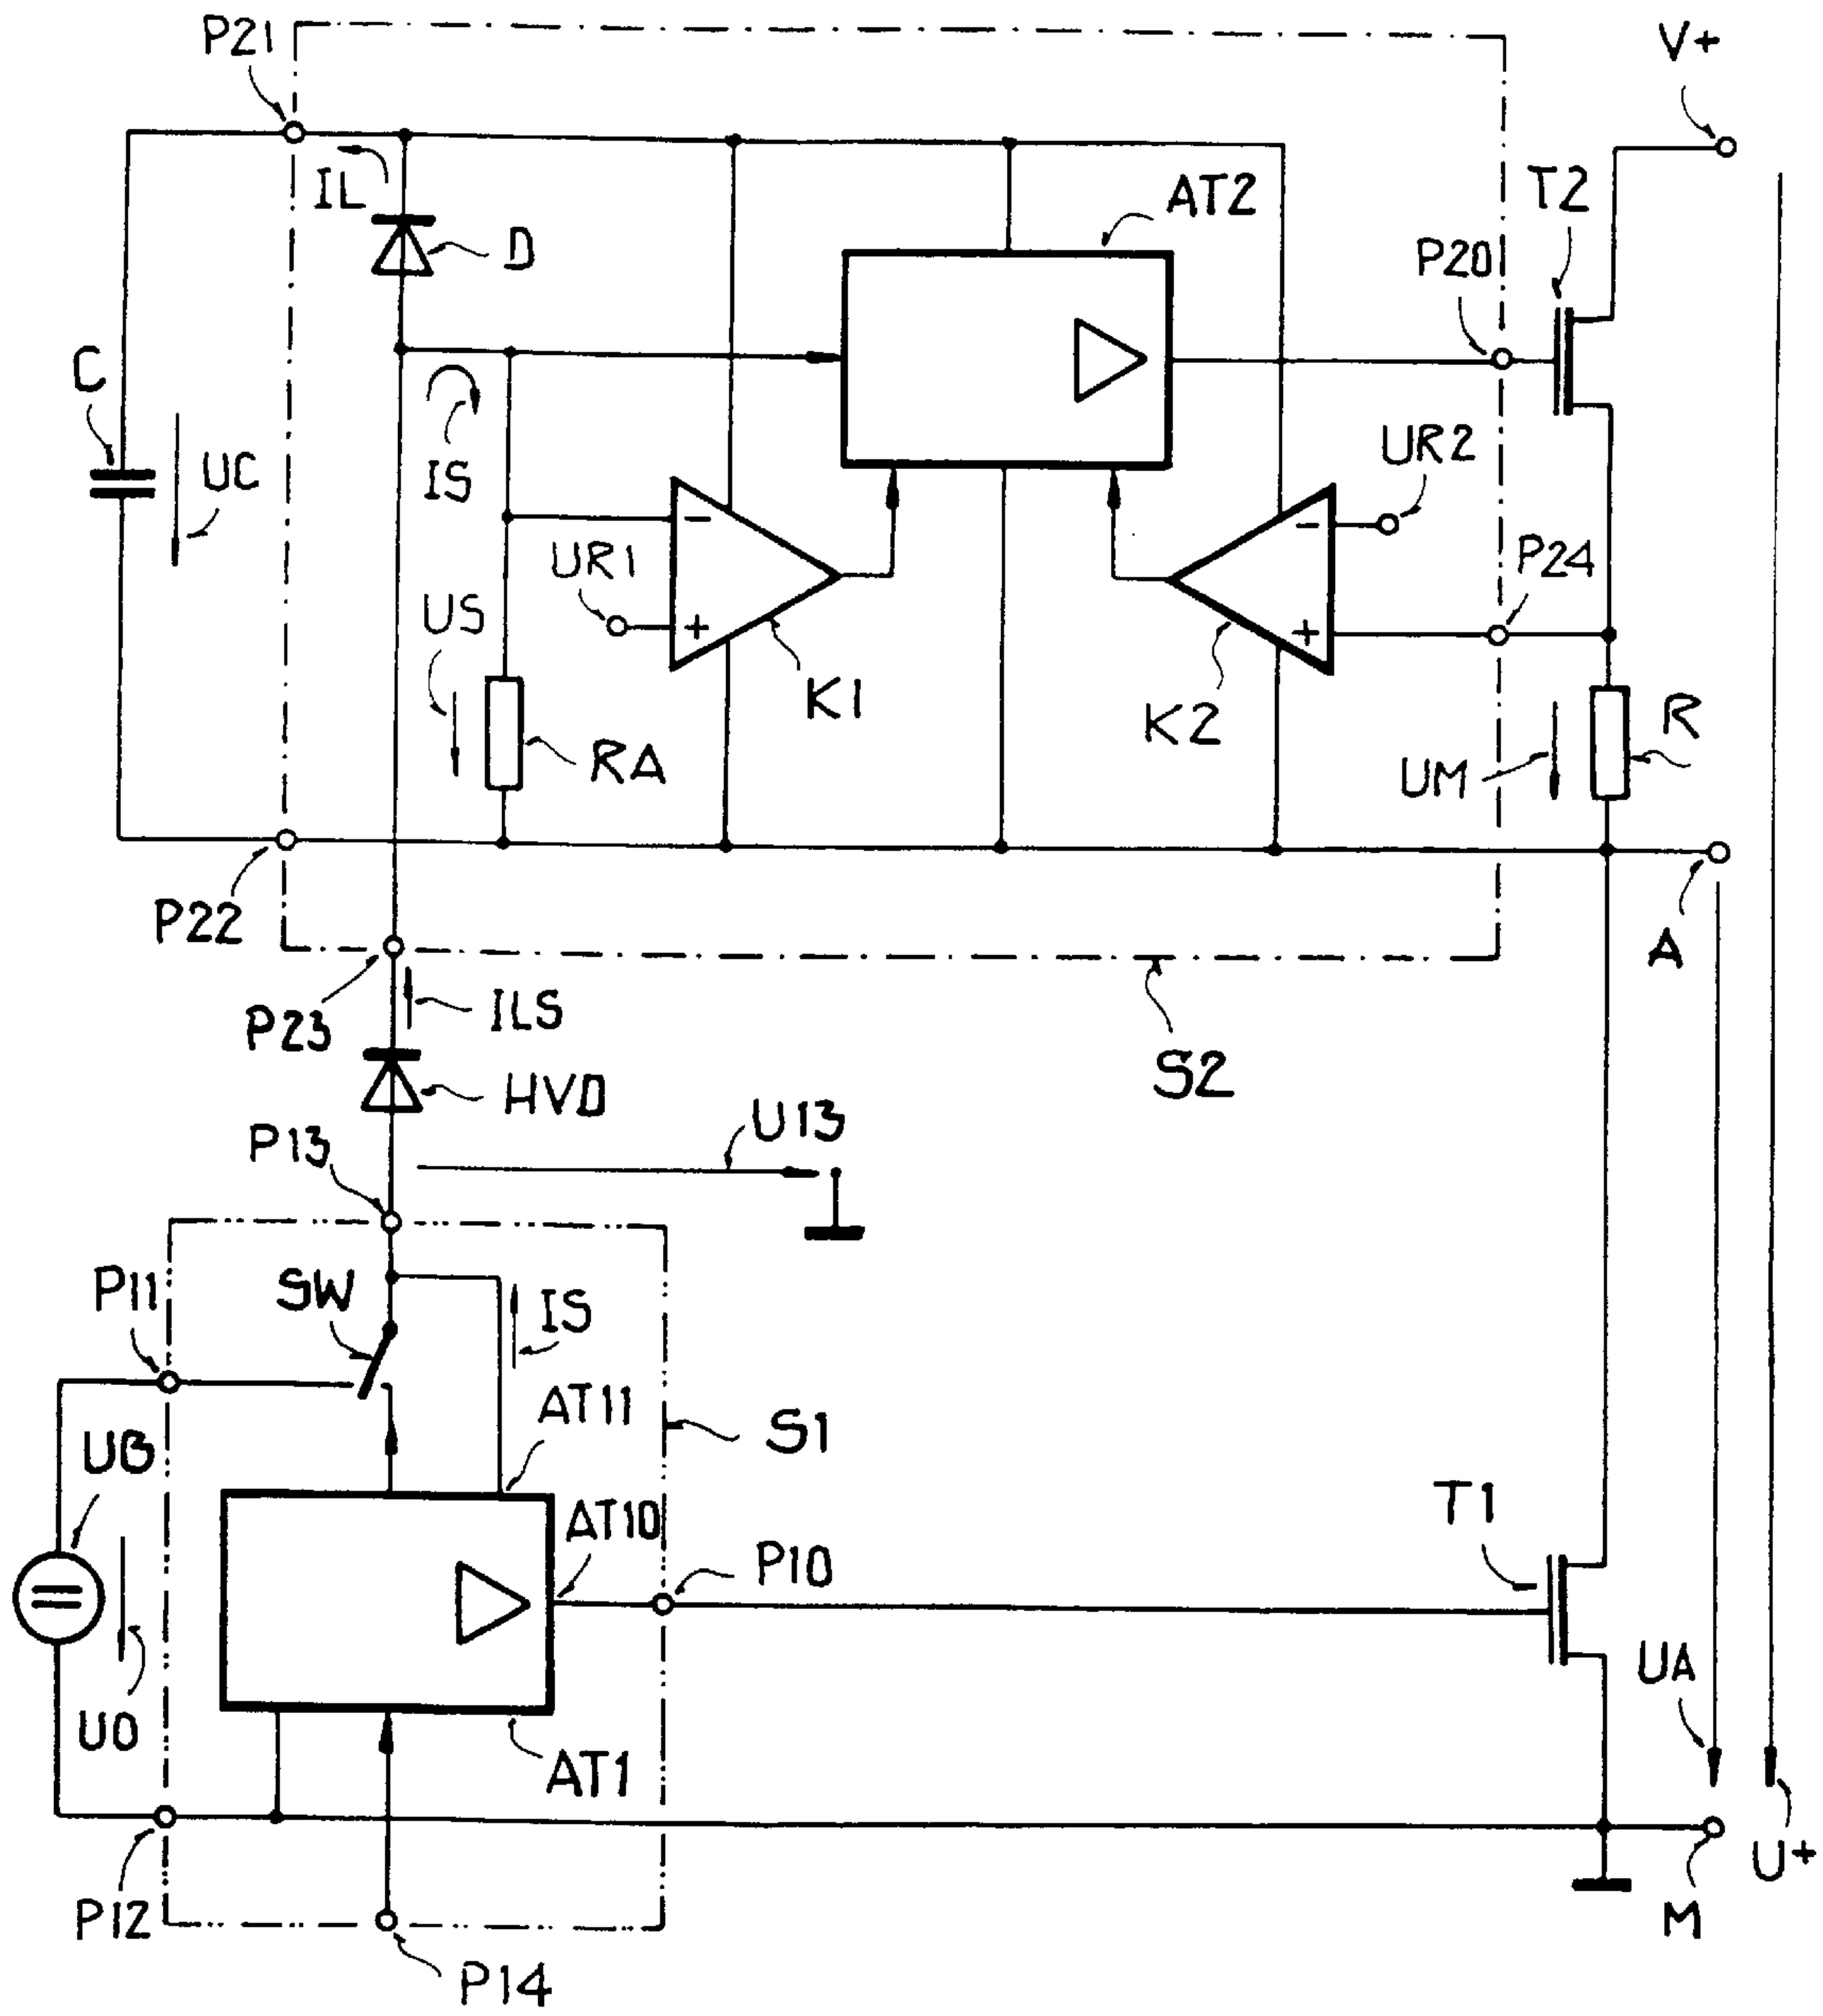 P21
V+
IL
D
AT2
T2
P20
C
UC
IS
UR2
UR1
US
P24
K1
K2
RA
R
UM
P22
A
P23
ILS
S2
HVD
U13
P13
P11
SW
IS
AT11
S1
UB
AT10
P10
T1
UA
U0
AT1
U+
P12
M
P14
- + - +